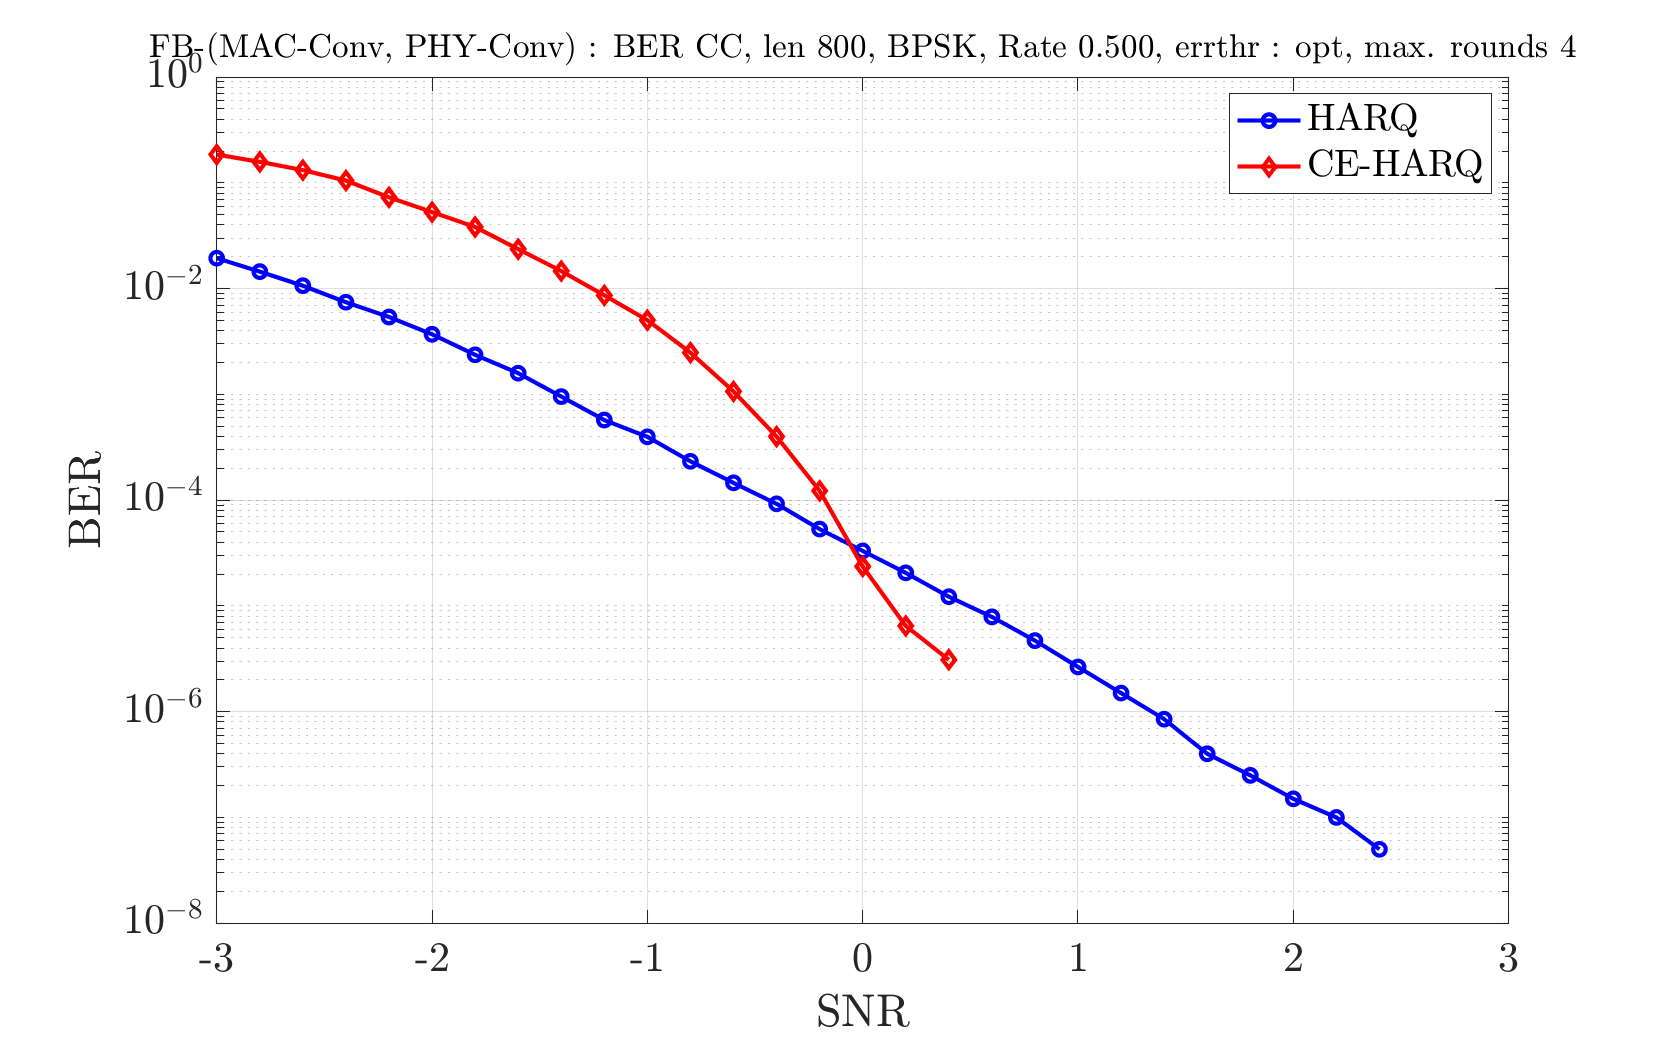 FB-(MAC-Conv, PHY-Conv) : BER CC, len 800, BPSK, Rate 0.500, errthr : opt, max. rounds 4
10^0
HARQ
CE-HARQ
10^−2
10^−4
BER
10^−6
10^−8
-3 -2 -1 0 1 2 3
SNR